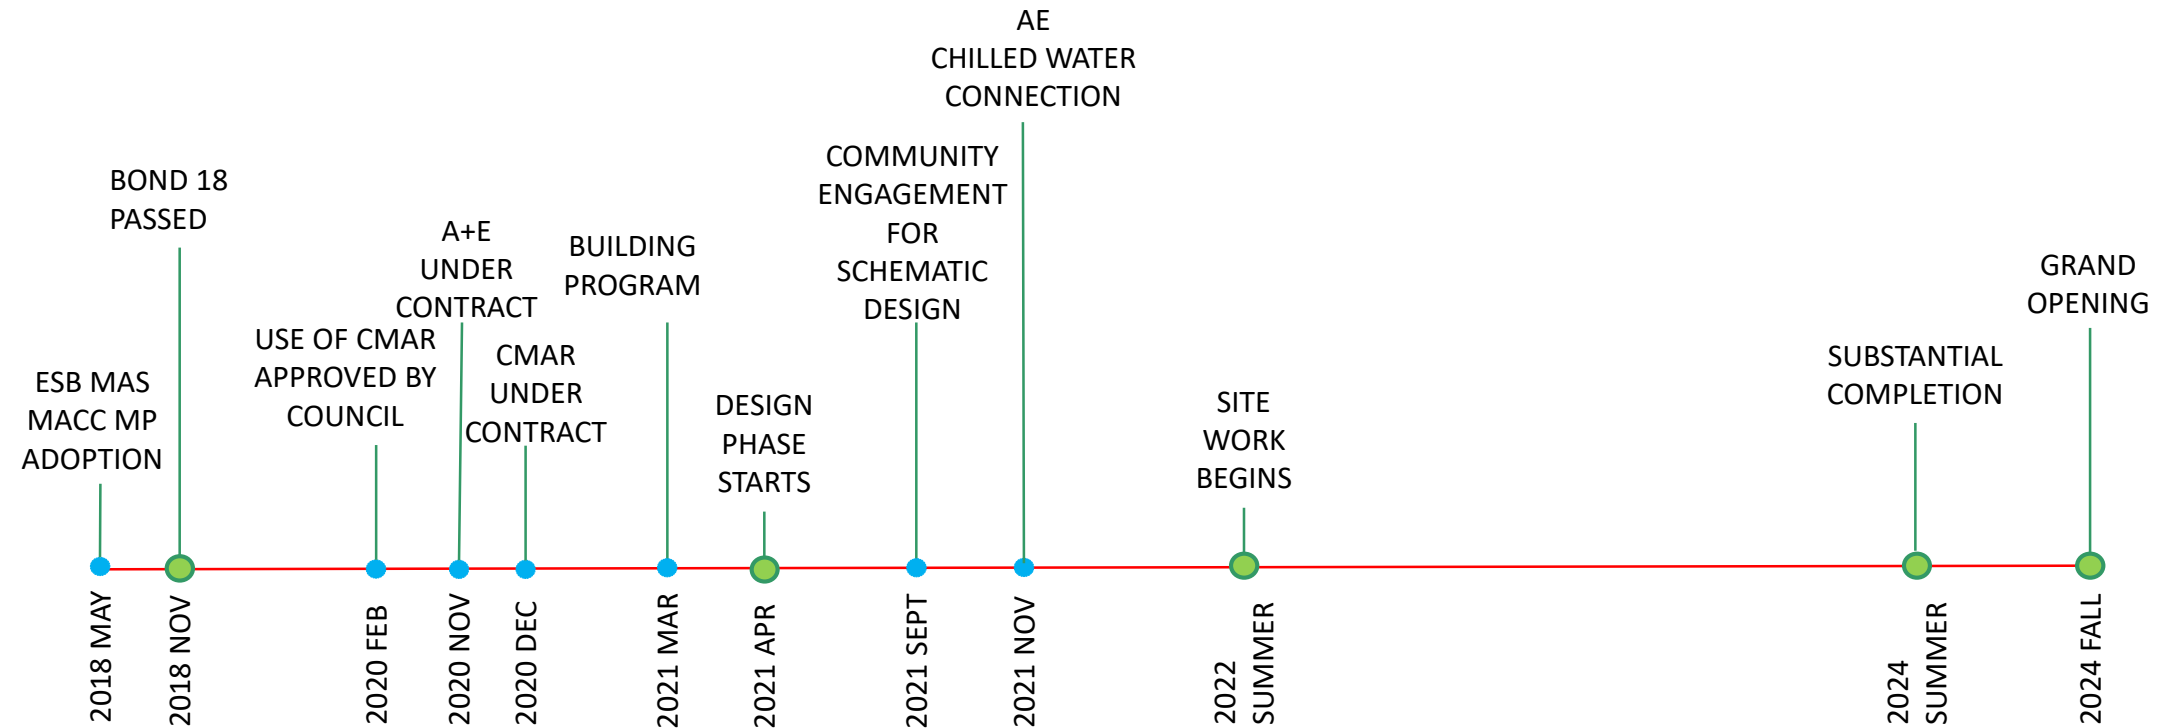 ESB MAS
MACC MP
ADOPTION
BOND 18
PASSED
USE OF CMAR
APPROVED BY
COUNCIL
A+E
UNDER
CONTRACT
CMAR
UNDER
CONTRACT
BUILDING
PROGRAM
DESIGN
PHASE
STARTS
COMMUNITY
ENGAGEMENT
FOR
SCHEMATIC
DESIGN
AE
CHILLED WATER
CONNECTION
SITE
WORK
BEGINS
SUBSTANTIAL
COMPLETION
GRAND
OPENING
2018 MAY
2018 NOV
2020 FEB
2020 NOV
2020 DEC
2021 MAR
2021 APR
2021 SEPT
2021 NOV
2022
SUMMER
2024
SUMMER
2024 FALL